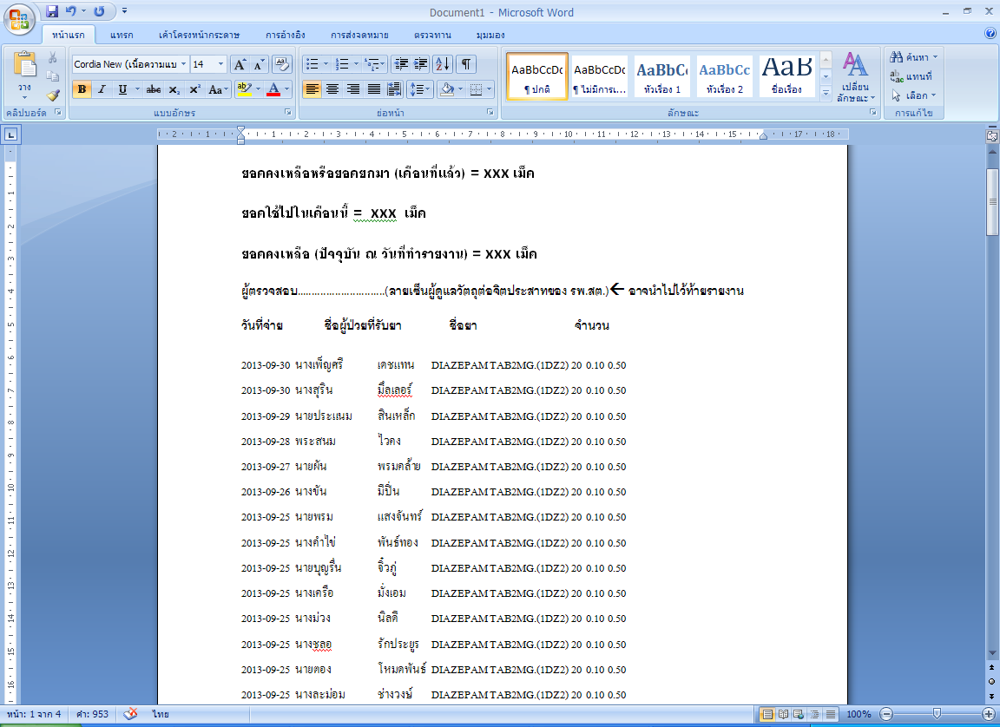 Document1 - Microsoft Word
หน้าแรก แทรก เค้าโครงหน้ากระดาษ การอ้างอิง การส่งจดหมาย ตรวจทาน มุมมอง
วาง
คลิปบอร์ด
Cordia New (เนื้อความแบ 14
แบบอักษร
ย่อหน้า
AaBbCcDc AaBbCcDc AaBbC AaBbCc AaB
¶ ปกติ ¶ ไม่มีการเ... หัวเรื่อง 1 หัวเรื่อง 2 ชื่อเรื่อง
เปลี่ยน
ลักษณะ
ลักษณะ
ค้นหา
แทนที่
เลือก
การแก้ไข
ยอดคงเหลือหรือยอดยกมา (เดือนที่แล้ว) = XXX เม็ด
ยอดใช้ไปในเดือนนี้ = XXX เม็ด
ยอดคงเหลือ (ปัจจุบัน ณ วันที่ทำรายงาน) = XXX เม็ด
ผู้ตรวจสอบ.............................(ลายเซ็นผู้ดูแลวัตถุต่อจิตประสาทของ รพ.สต.)← อาจนำไปไว้ท้ายรายงาน
วันที่จ่าย ชื่อผู้ป่วยที่รับยา ชื่อยา จำนวน
2013-09-30 นางเพ็ญศรี เดชแทน DIAZEPAM TAB2MG.(1DZ2) 20 0.10 0.50
2013-09-30 นางสุริน มึลเลอร์ DIAZEPAM TAB2MG.(1DZ2) 20 0.10 0.50
2013-09-29 นายประแนม สินเหล็ก DIAZEPAM TAB2MG.(1DZ2) 20 0.10 0.50
2013-09-28 พระสนม ไวคง DIAZEPAM TAB2MG.(1DZ2) 20 0.10 0.50
2013-09-27 นายผัน พรมคล้าย DIAZEPAM TAB2MG.(1DZ2) 20 0.10 0.50
2013-09-26 นางขัน มีปิ่น DIAZEPAM TAB2MG.(1DZ2) 20 0.10 0.50
2013-09-25 นายพรม แสงจันทร์ DIAZEPAM TAB2MG.(1DZ2) 20 0.10 0.50
2013-09-25 นางคำไข่ พันธ์ทอง DIAZEPAM TAB2MG.(1DZ2) 20 0.10 0.50
2013-09-25 นายบุญรื่น จิ๋วภู่ DIAZEPAM TAB2MG.(1DZ2) 20 0.10 0.50
2013-09-25 นางเครือ มั่งเอม DIAZEPAM TAB2MG.(1DZ2) 20 0.10 0.50
2013-09-25 นางม่วง นิลดี DIAZEPAM TAB2MG.(1DZ2) 20 0.10 0.50
2013-09-25 นางชลอ รักประยูร DIAZEPAM TAB2MG.(1DZ2) 20 0.10 0.50
2013-09-25 นายตอง โหมดพันธ์ DIAZEPAM TAB2MG.(1DZ2) 20 0.10 0.50
2013-09-25 นางละม่อม ช่างวงษ์ DIAZEPAM TAB2MG.(1DZ2) 20 0.10 0.50
หน้า: 1 จาก 4 คำ: 953 ไทย 100%